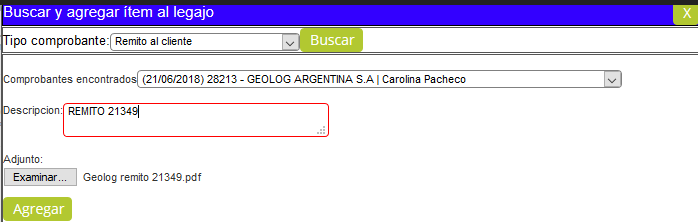 Buscar y agregar ítem al legajo X
Tipo comprobante: Remito al cliente Buscar
Comprobantes encontrados (21/06/2018) 28213 - GEOLOG ARGENTINA S.A | Carolina Pacheco
Descripcion: REMITO 21349
Adjunto:
Examinar... Geolog remito 21349.pdf
Agregar